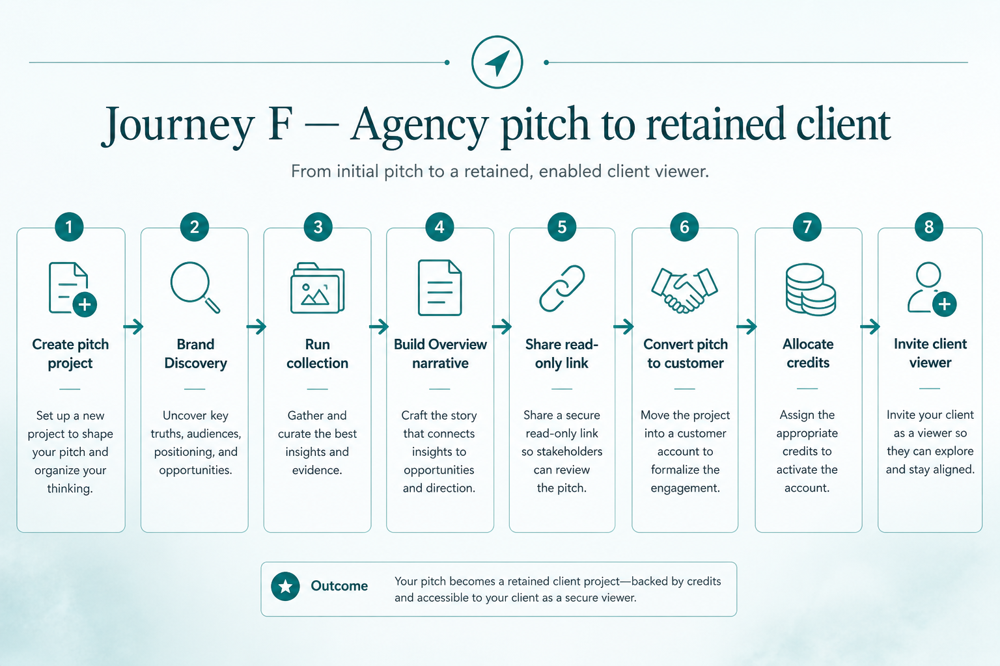 Journey F — Agency pitch to retained client
From initial pitch to a retained, enabled client viewer.
1
Create pitch
project
Set up a new
project to shape
your pitch and
organize your
thinking.
2
Brand
Discovery
Uncover key
truths, audiences,
positioning, and
opportunities.
3
Run
collection
Gather and
curate the best
insights and
evidence.
4
Build Overview
narrative
Craft the story
that connects
insights to
opportunities
and direction.
5
Share read-
only link
Share a secure
read-only link
so stakeholders
can review
the pitch.
6
Convert pitch
to customer
Move the project
into a customer
account to
formalize the
engagement.
7
Allocate
credits
Assign the
appropriate
credits to
activate the
account.
8
Invite client
viewer
Invite your client
as a viewer so
they can explore
and stay aligned.
Outcome
Your pitch becomes a retained client project—backed by credits
and accessible to your client as a secure viewer.